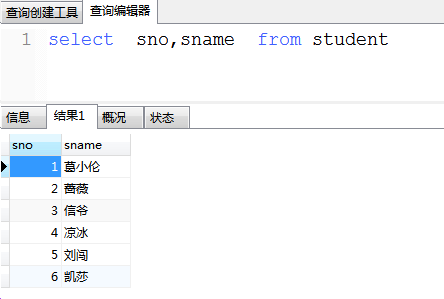 查询创建工具 查询编辑器
1 select sno,sname from student
信息 结果1 概况 状态
sno sname
1 葛小伦
2 蔷薇
3 信爷
4 凉冰
5 刘闯
6 凯莎